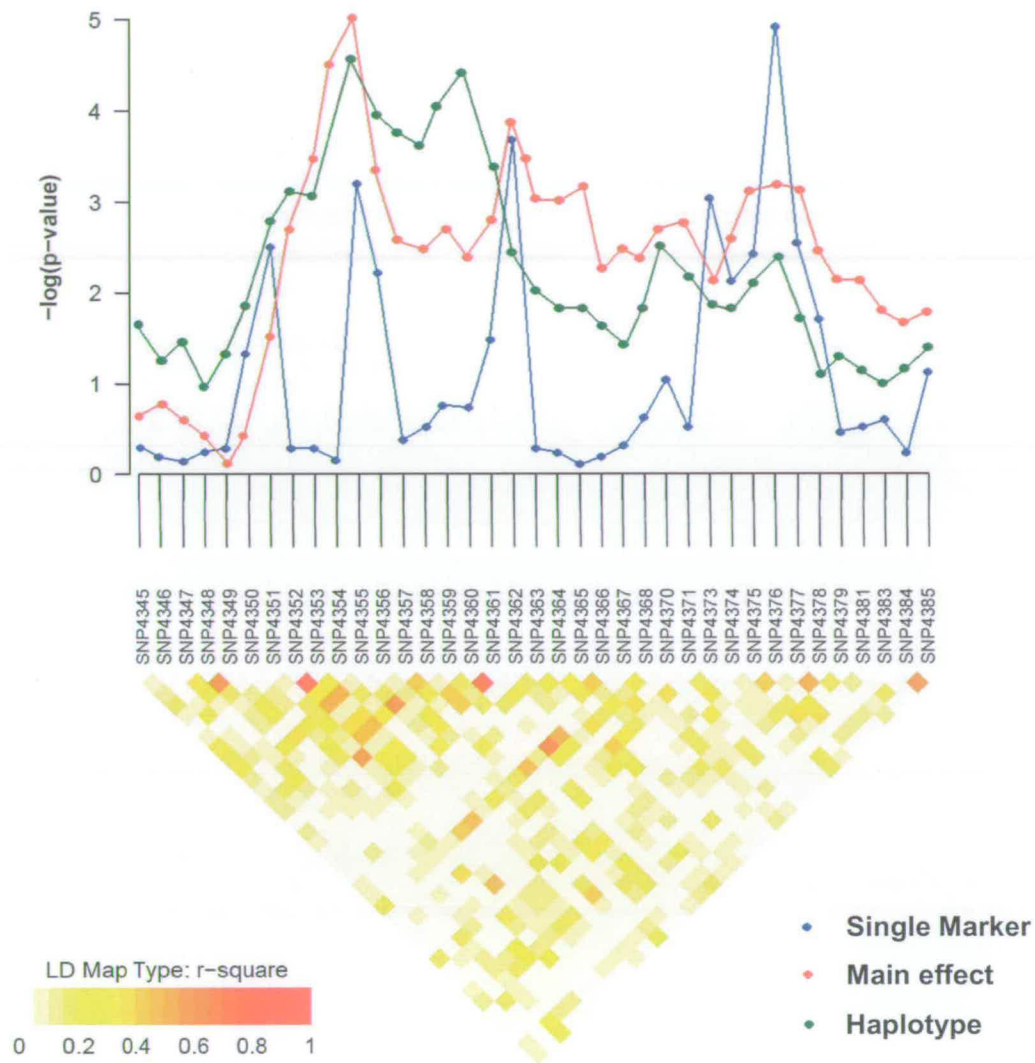 5
4
3
2
1
0
−log(p−value)
SNP4345
SNP4346
SNP4347
SNP4348
SNP4349
SNP4350
SNP4351
SNP4352
SNP4353
SNP4354
SNP4355
SNP4356
SNP4357
SNP4358
SNP4359
SNP4360
SNP4361
SNP4362
SNP4363
SNP4364
SNP4365
SNP4366
SNP4367
SNP4368
SNP4370
SNP4371
SNP4373
SNP4374
SNP4375
SNP4376
SNP4377
SNP4378
SNP4379
SNP4381
SNP4383
SNP4384
SNP4385
Single Marker
Main effect
Haplotype
LD Map Type: r−square
0 0.2 0.4 0.6 0.8 1